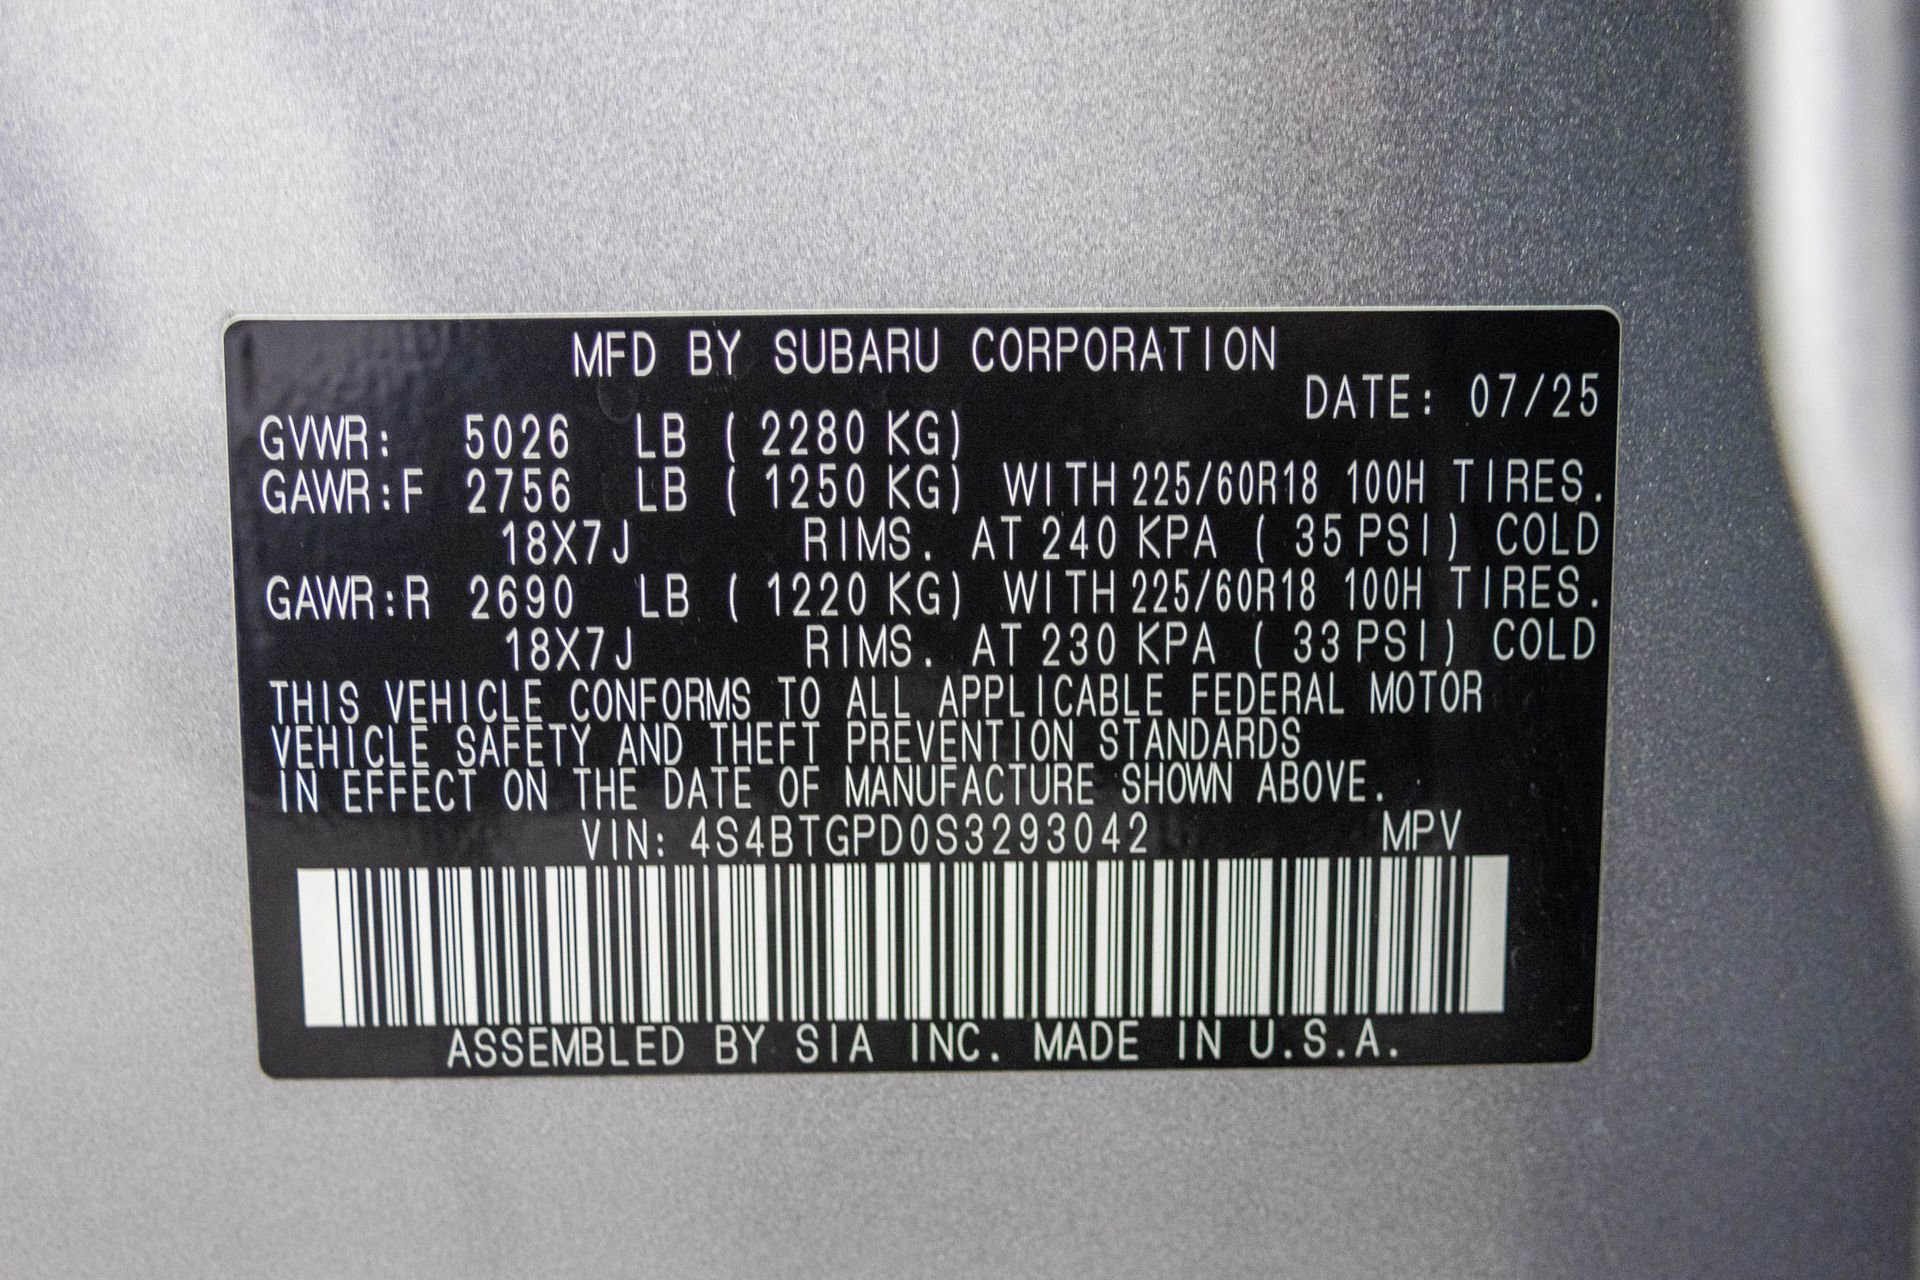 MFD BY SUBARU CORPORATION
DATE: 07/25
GVWR: 5026 LB ( 2280 KG)
GAWR:F 2756 LB ( 1250 KG) WITH 225/60R18 100H TIRES.
18X7J RIMS. AT 240 KPA ( 35 PSI) COLD
GAWR:R 2690 LB ( 1220 KG) WITH 225/60R18 100H TIRES.
18X7J RIMS. AT 230 KPA ( 33 PSI) COLD
THIS VEHICLE CONFORMS TO ALL APPLICABLE FEDERAL MOTOR
VEHICLE SAFETY AND THEFT PREVENTION STANDARDS
IN EFFECT ON THE DATE OF MANUFACTURE SHOWN ABOVE.
VIN: 4S4BTGPD0S3293042 MPV
ASSEMBLED BY SIA INC. MADE IN U.S.A.